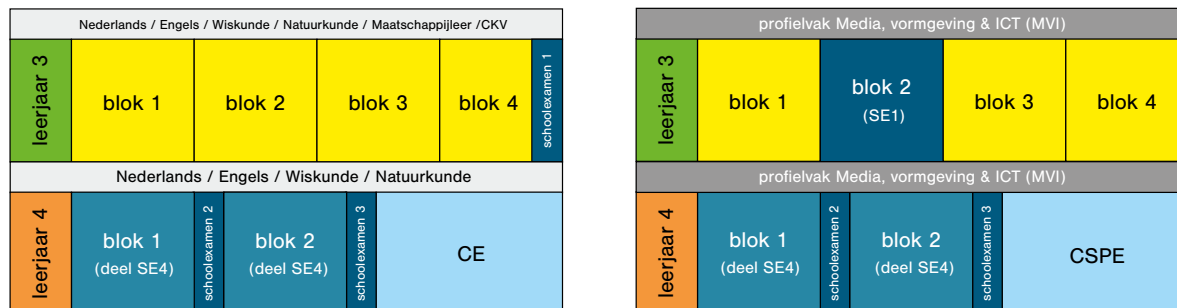 Nederlands / Engels / Wiskunde / Natuurkunde / Maatschappijleer /CKV
leerjaar 3
blok 1
blok 2
blok 3
blok 4
schoolexamen 1
Nederlands / Engels / Wiskunde / Natuurkunde
leerjaar 4
blok 1
(deel SE4)
schoolexamen 2
blok 2
(deel SE4)
schoolexamen 3
CE
profielvak Media, vormgeving & ICT (MVI)
leerjaar 3
blok 1
blok 2
(SE1)
blok 3
blok 4
profielvak Media, vormgeving & ICT (MVI)
leerjaar 4
blok 1
(deel SE4)
schoolexamen 2
blok 2
(deel SE4)
schoolexamen 3
CSPE